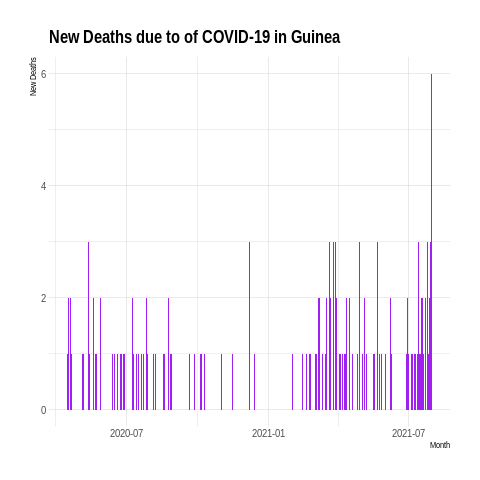 New Deaths due to of COVID-19 in Guinea
New Deaths
6
4
2
0
2020-07
2021-01
2021-07
Month